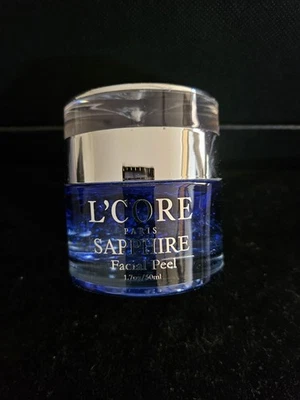 L'CORE
PARIS
SAPPHIRE
Facial Peel
1.7oz/50ml